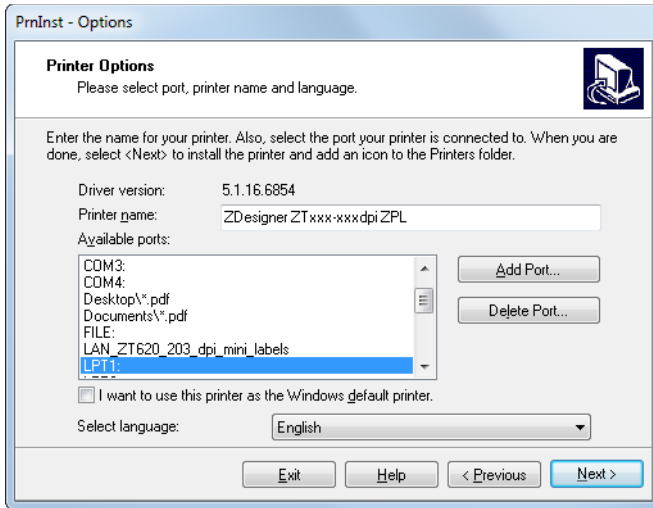 PrnInst - Options
Printer Options
Please select port, printer name and language.
Enter the name for your printer. Also, select the port your printer is connected to. When you are
done, select <Next> to install the printer and add an icon to the Printers folder.
Driver version: 5.1.16.6854
Printer name: ZDesigner ZTxxx-xxxdpi ZPL
Available ports:
COM3:
COM4:
Desktop\*.pdf
Documents\*.pdf
FILE:
LAN_ZT620_203_dpi_mini_labels
LPT1:
Add Port...
Delete Port...
I want to use this printer as the Windows default printer.
Select language: English
Exit Help < Previous Next >